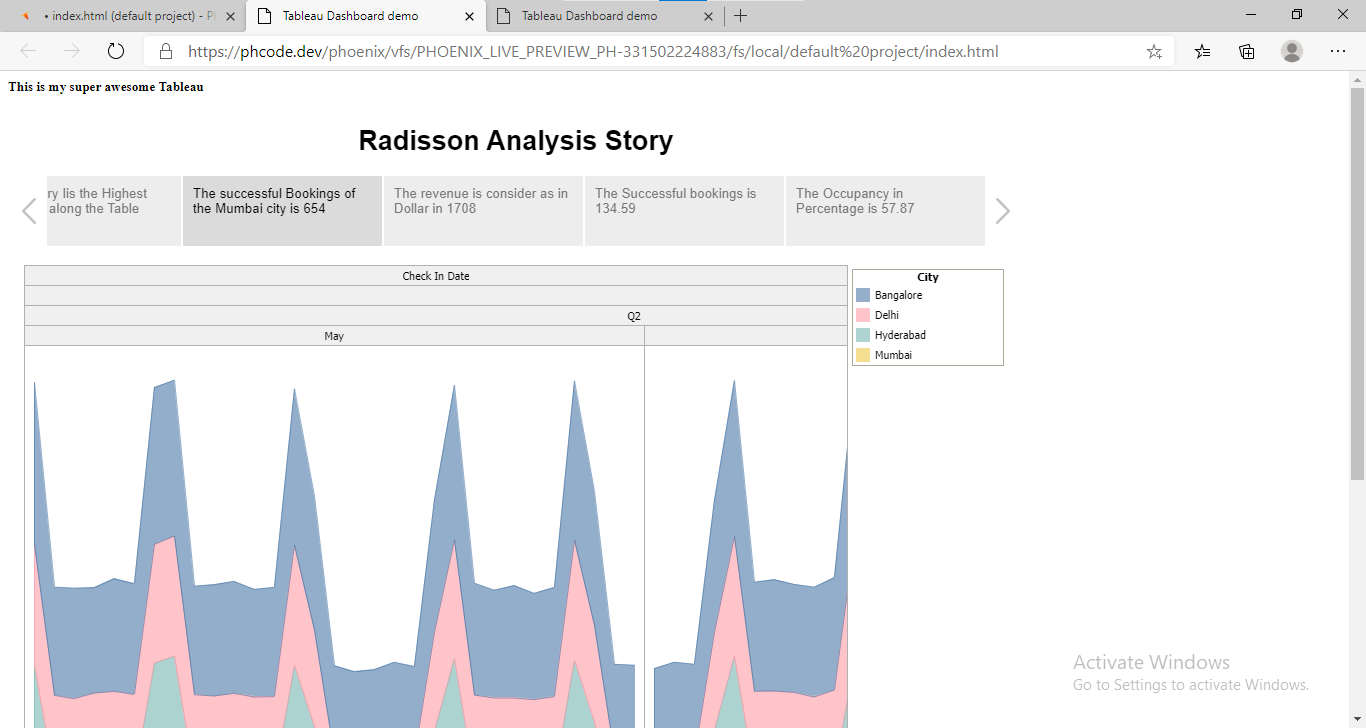 • index.html (default project) - P
Tableau Dashboard demo
Tableau Dashboard demo
https://phcode.dev/phoenix/vfs/PHOENIX_LIVE_PREVIEW_PH-331502224883/fs/local/default%20project/index.html
This is my super awesome Tableau
Radisson Analysis Story
ry Iis the Highest
along the Table
The successful Bookings of
the Mumbai city is 654
The revenue is consider as in
Dollar in 1708
The Successful bookings is
134.59
The Occupancy in
Percentage is 57.87
Check In Date
Q2
May
City
Bangalore
Delhi
Hyderabad
Mumbai
Activate Windows
Go to Settings to activate Windows.